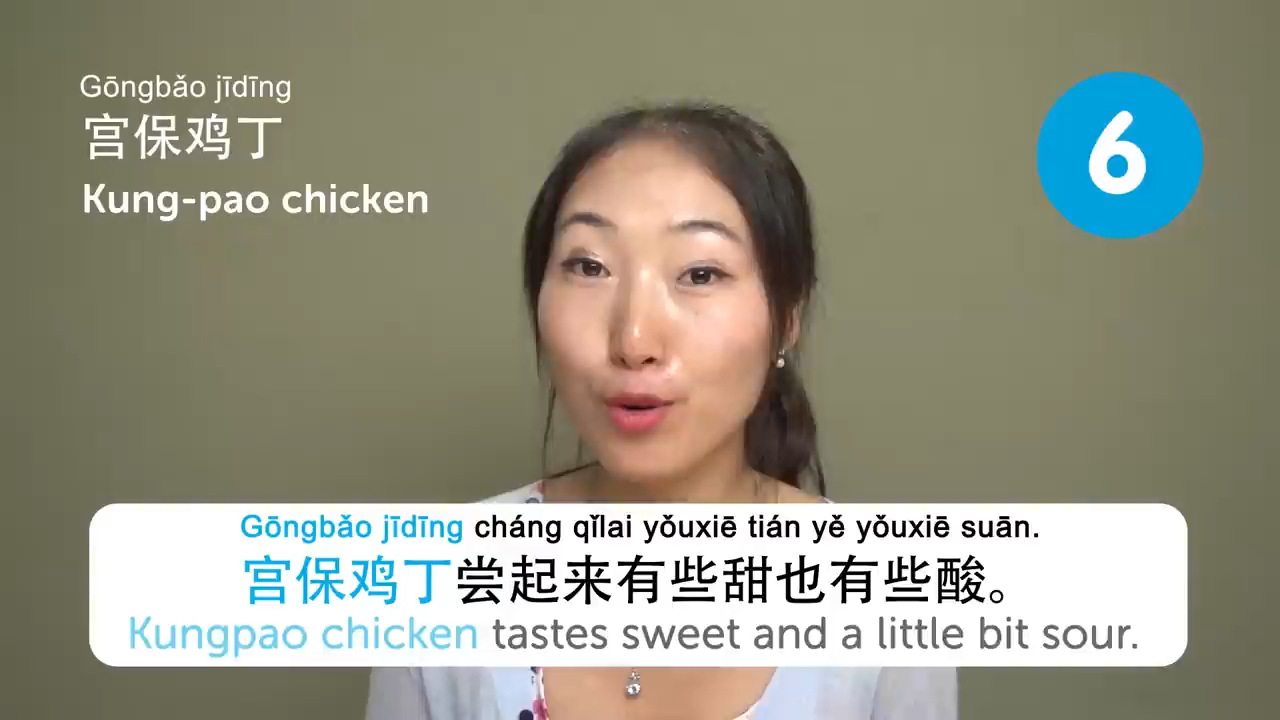 Gōngbǎo jīdīng
宫保鸡丁
Kung-pao chicken
6
Gōngbǎo jīdīng cháng qǐlai yǒuxiē tián yě yǒuxiē suān.
宫保鸡丁尝起来有些甜也有些酸。
Kungpao chicken tastes sweet and a little bit sour.